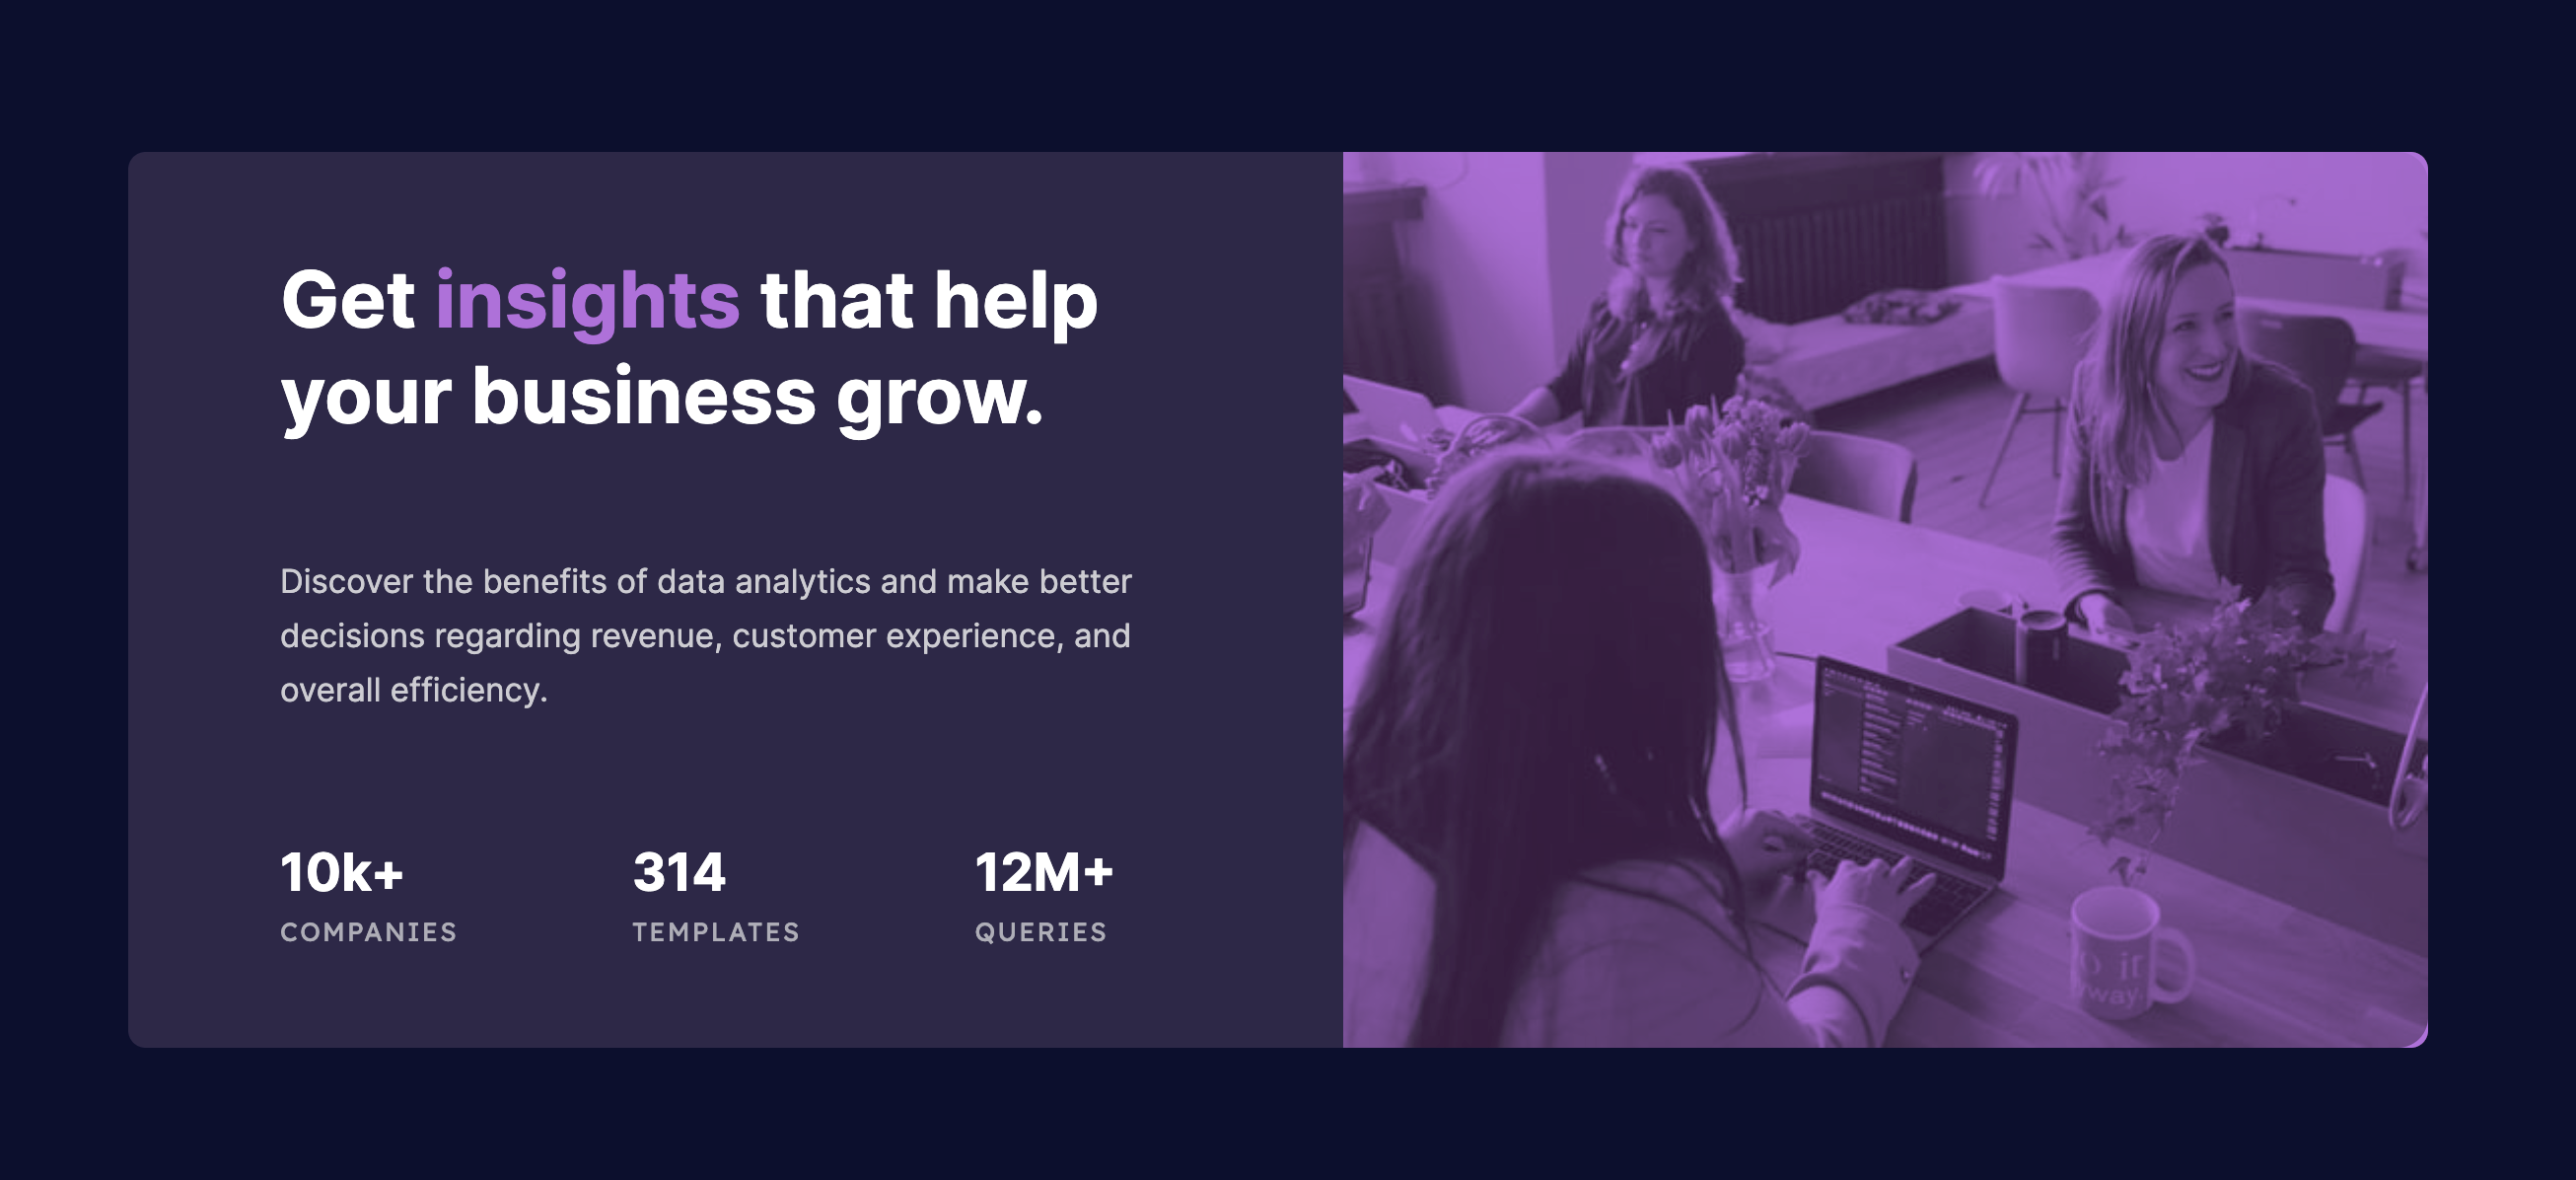 Get insights that help
your business grow.
Discover the benefits of data analytics and make better
decisions regarding revenue, customer experience, and
overall efficiency.
10k+
314
12M+
COMPANIES
TEMPLATES
QUERIES
it